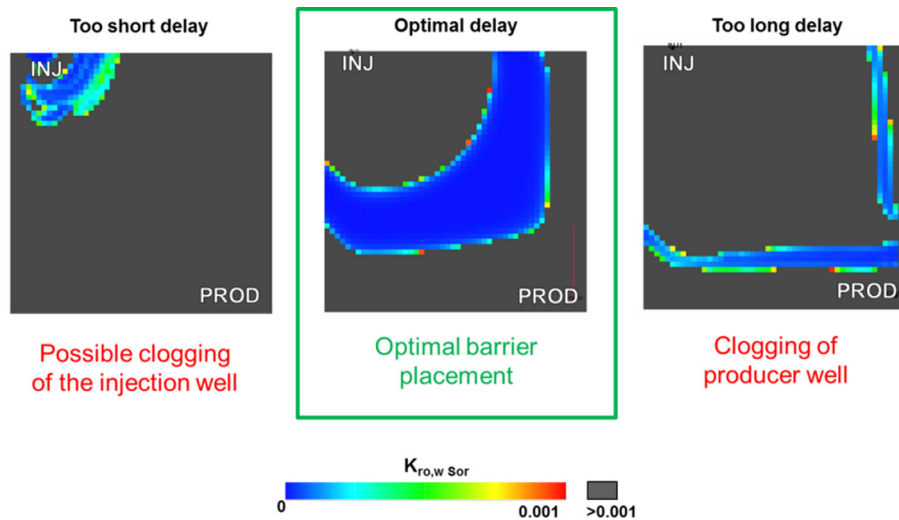 Too short delay
Optimal delay
Too long delay
INJ
INJ
INJ
PROD
PROD
PROD
Possible clogging
of the injection well
Optimal barrier
placement
Clogging of
producer well
Kro,w Sor
0
0.001
>0.001